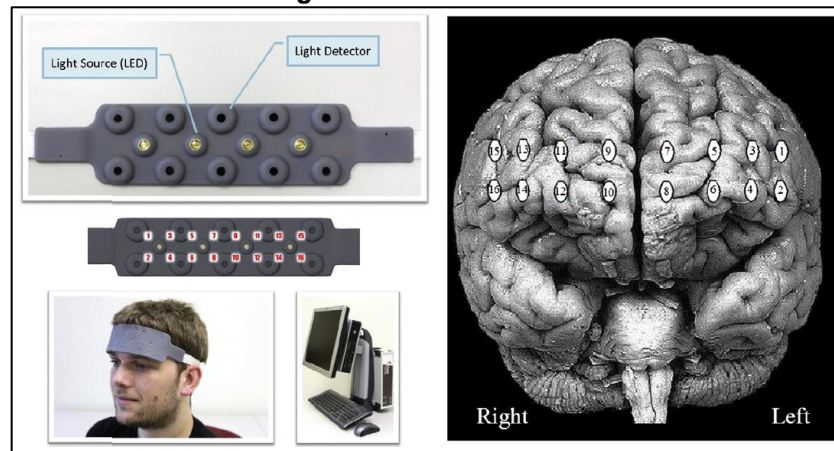 Light Source (LED)
Light Detector
1 3 5 7 9 11 13 15
2 4 6 8 10 12 14 16
15 13 11 9 7 5 3 1
16 14 12 10 8 6 4 2
Right Left